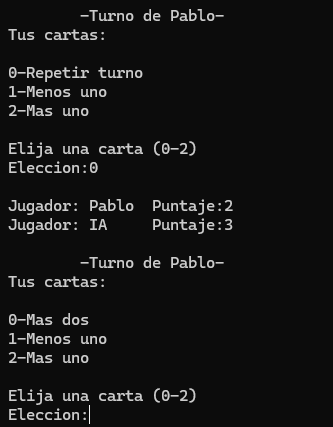 -Turno de Pablo-
Tus cartas:
0-Repetir turno
1-Menos uno
2-Mas uno
Elija una carta (0-2)
Eleccion:0
Jugador: Pablo  Puntaje:2
Jugador: IA     Puntaje:3
-Turno de Pablo-
Tus cartas:
0-Mas dos
1-Menos uno
2-Mas uno
Elija una carta (0-2)
Eleccion: